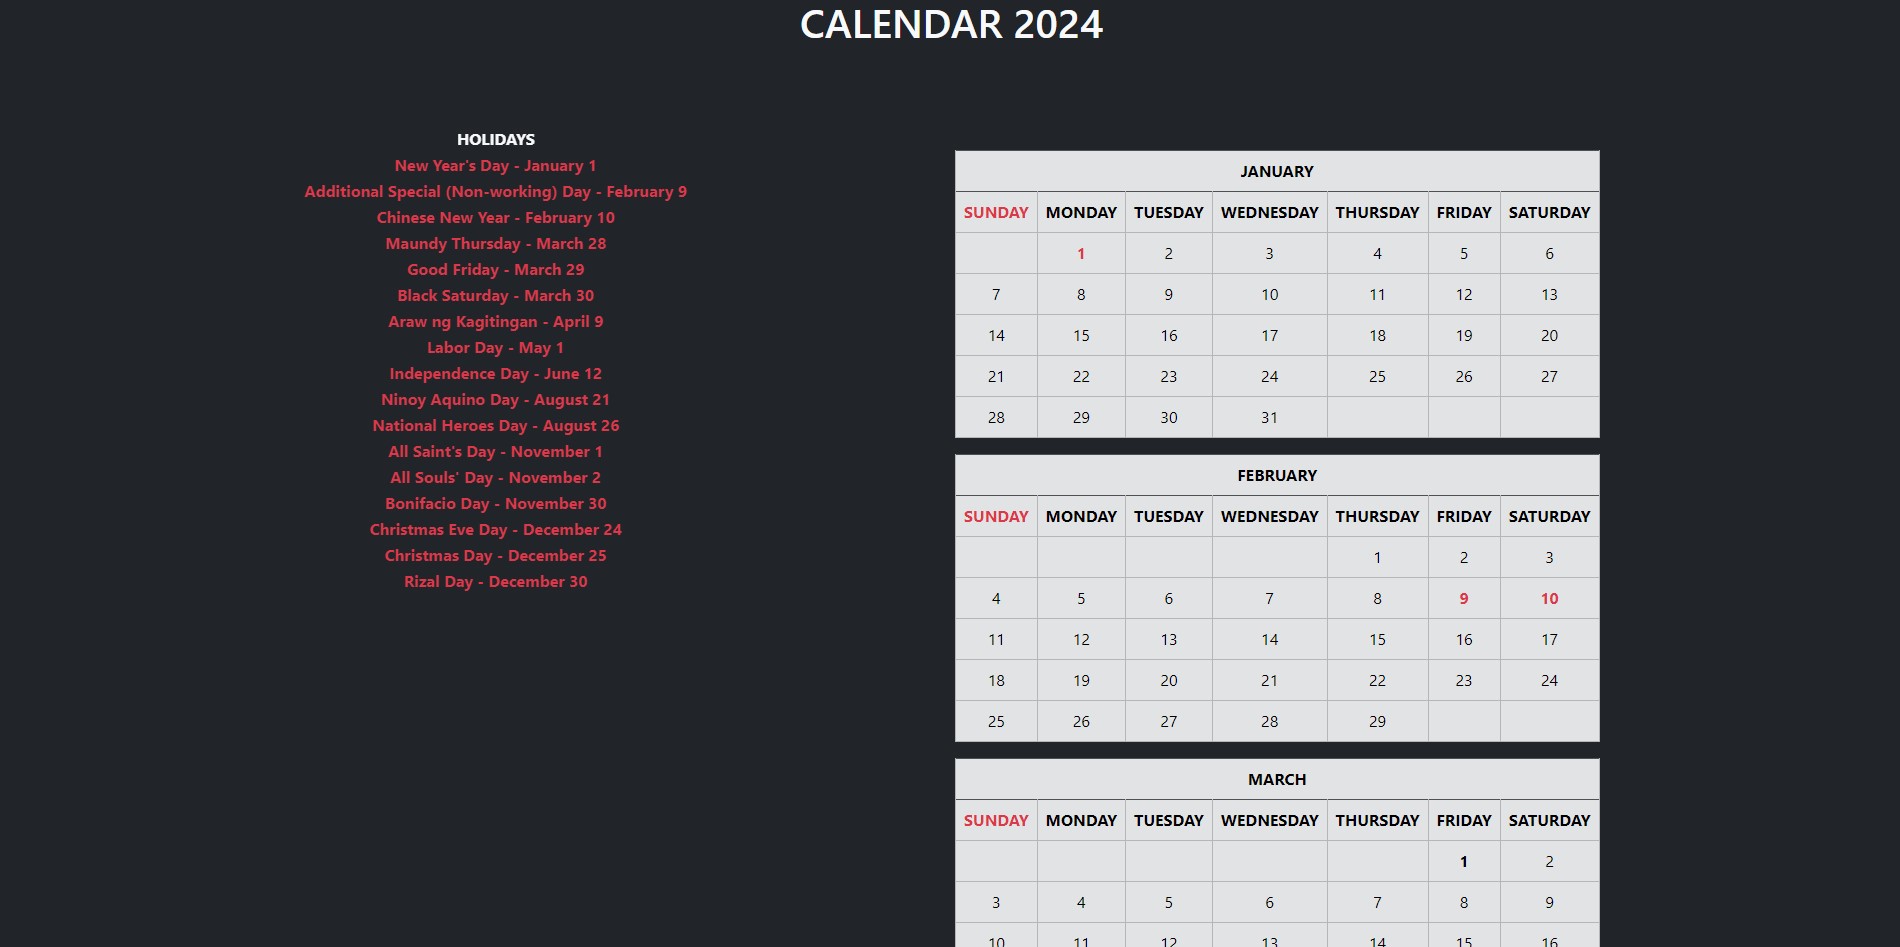 CALENDAR 2024
HOLIDAYS
New Year's Day - January 1
Additional Special (Non-working) Day - February 9
Chinese New Year - February 10
Maundy Thursday - March 28
Good Friday - March 29
Black Saturday - March 30
Araw ng Kagitingan - April 9
Labor Day - May 1
Independence Day - June 12
Ninoy Aquino Day - August 21
National Heroes Day - August 26
All Saint's Day - November 1
All Souls' Day - November 2
Bonifacio Day - November 30
Christmas Eve Day - December 24
Christmas Day - December 25
Rizal Day - December 30
JANUARY
SUNDAY MONDAY TUESDAY WEDNESDAY THURSDAY FRIDAY SATURDAY
1 2 3 4 5 6
7 8 9 10 11 12 13
14 15 16 17 18 19 20
21 22 23 24 25 26 27
28 29 30 31
FEBRUARY
SUNDAY MONDAY TUESDAY WEDNESDAY THURSDAY FRIDAY SATURDAY
1 2 3
4 5 6 7 8 9 10
11 12 13 14 15 16 17
18 19 20 21 22 23 24
25 26 27 28 29
MARCH
SUNDAY MONDAY TUESDAY WEDNESDAY THURSDAY FRIDAY SATURDAY
1 2
3 4 5 6 7 8 9
10 11 12 13 14 15 16